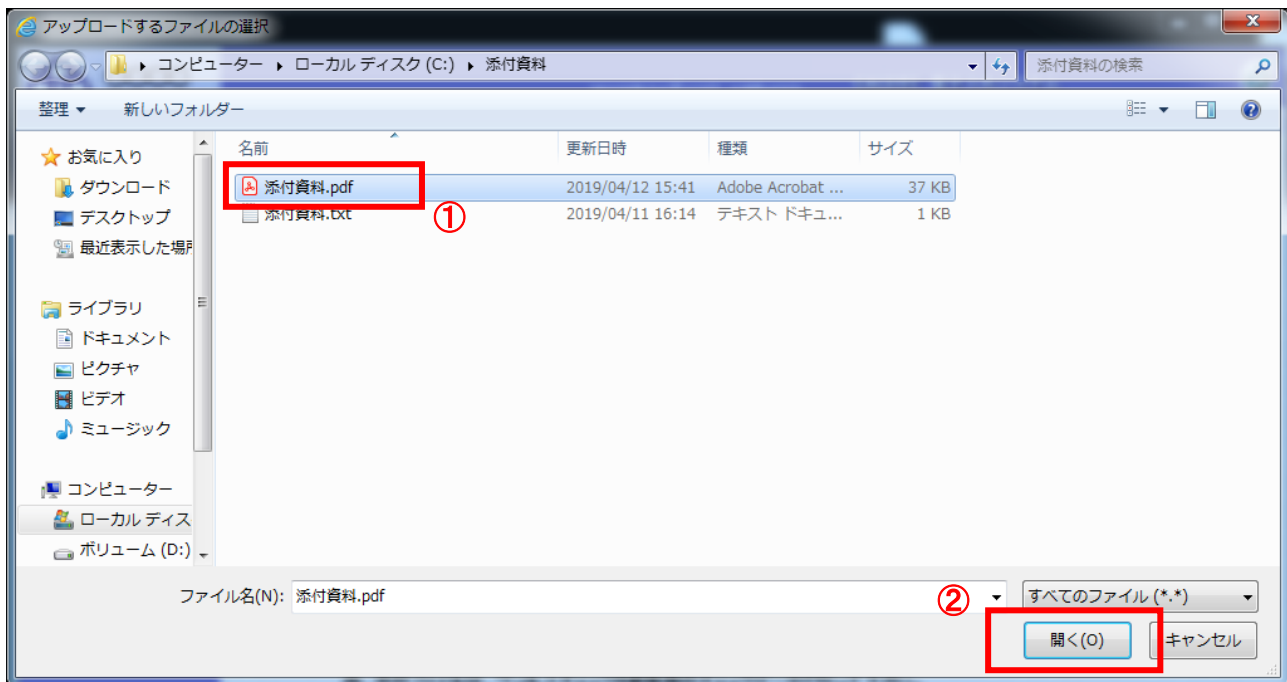 アップロードするファイルの選択
コンピューター ▸ ローカル ディスク (C:) ▸ 添付資料
添付資料の検索
整理 新しいフォルダー
名前 更新日時 種類 サイズ
添付資料.pdf 2019/04/12 15:41 Adobe Acrobat ... 37 KB
添付資料.txt 2019/04/11 16:14 テキスト ドキュ... 1 KB
①
お気に入り
ダウンロード
デスクトップ
最近表示した場所
ライブラリ
ドキュメント
ピクチャ
ビデオ
ミュージック
コンピューター
ローカル ディス
ボリューム (D:)
ファイル名(N): 添付資料.pdf
②
すべてのファイル (*.*)
開く(O) キャンセル